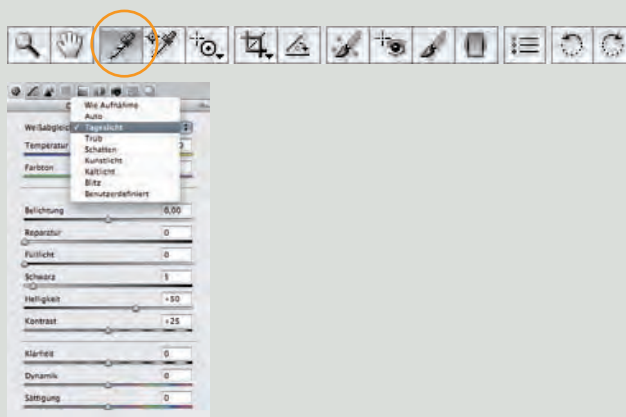 Wie Aufnahme
Auto
Weißabgleich ✓ Tageslicht
Trüb
Temperatur
Schatten
Kunstlicht
Farbton
Kaltlicht
Blitz
Benutzerdefiniert
Belichtung 0,00
Reparatur 0
Fülllicht 0
Schwarz 5
Helligkeit +50
Kontrast +25
Klarheit 0
Dynamik 0
Sättigung 0